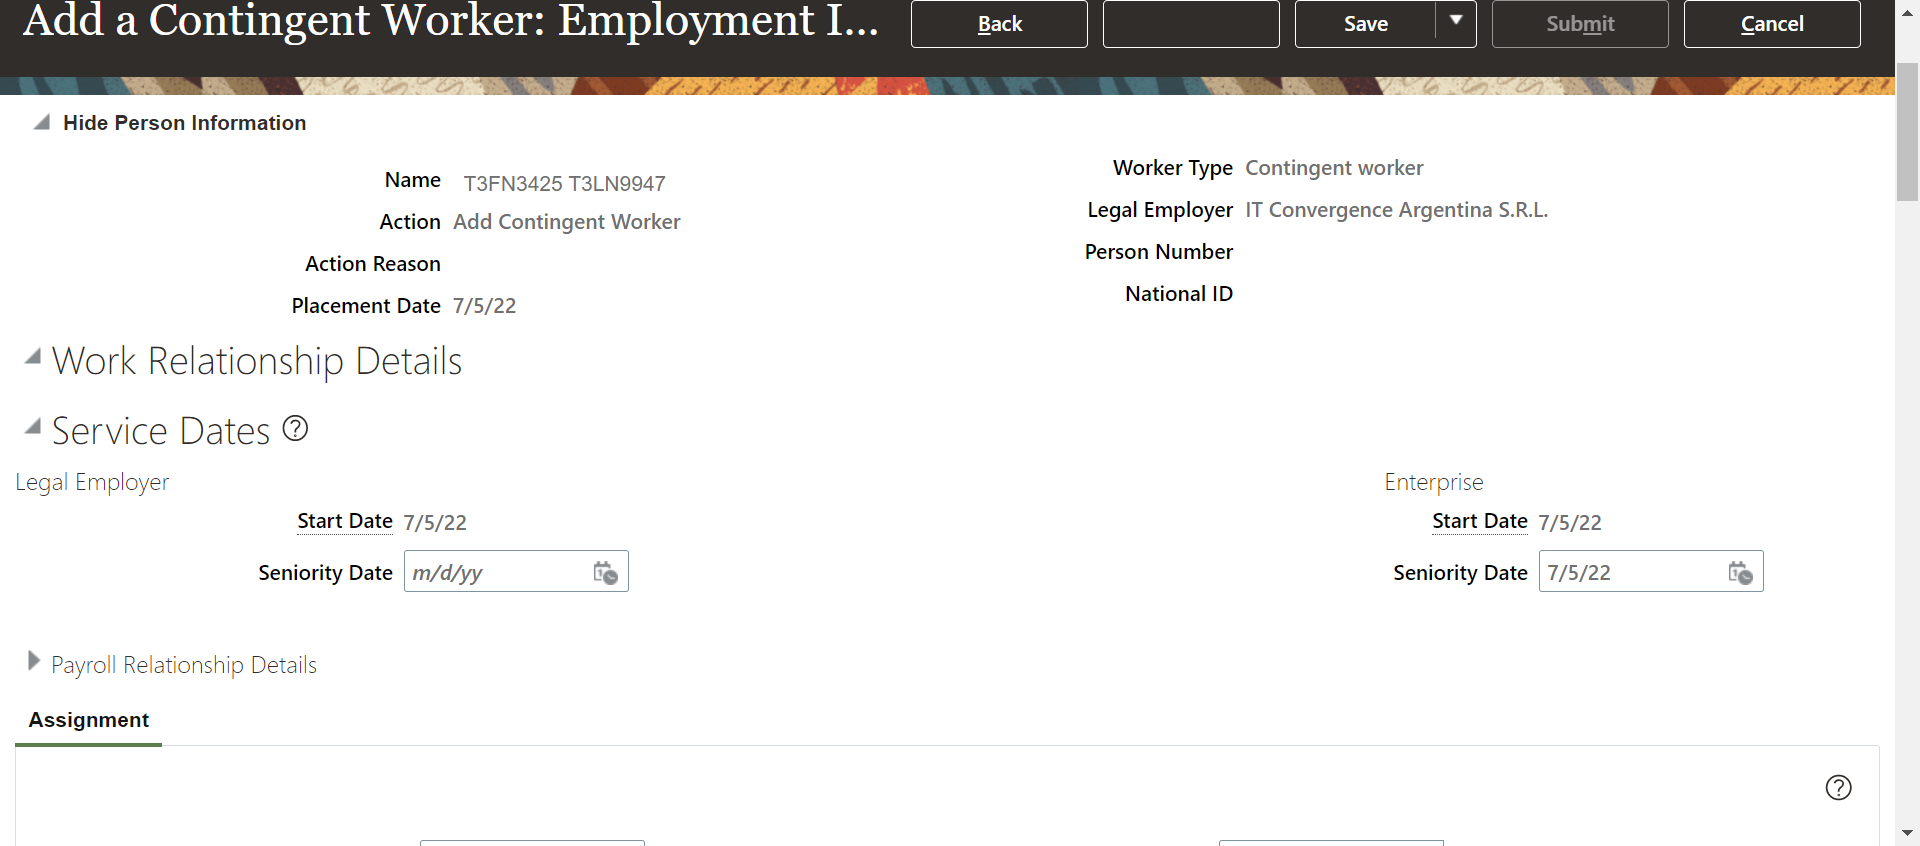 Add a Contingent Worker: Employment I...
Back
Save
Submit
Cancel
Hide Person Information
Name T3FN3425 T3LN9947
Action Add Contingent Worker
Action Reason
Placement Date 7/5/22
Worker Type Contingent worker
Legal Employer IT Convergence Argentina S.R.L.
Person Number
National ID
Work Relationship Details
Service Dates ?
Legal Employer
Start Date 7/5/22
Seniority Date m/d/yy
Enterprise
Start Date 7/5/22
Seniority Date 7/5/22
Payroll Relationship Details
Assignment
?